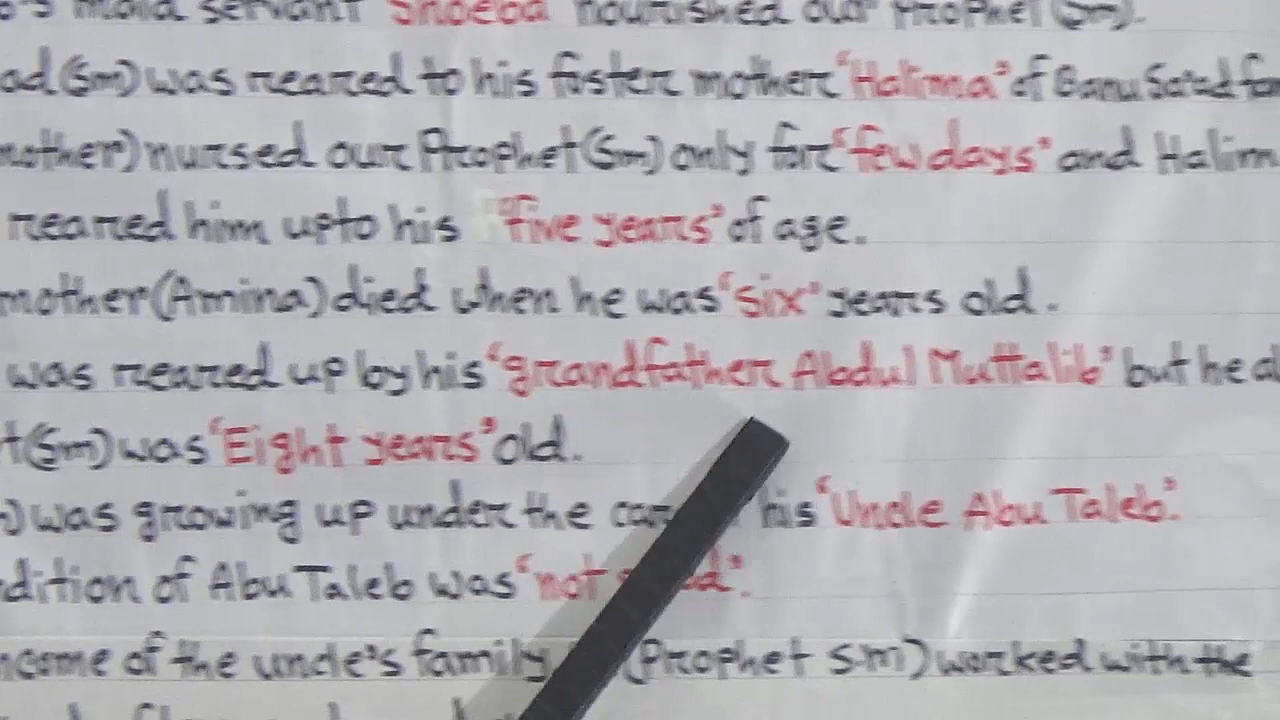 's maid servant Shoeba nourished our Prophet (Sm).
ad (Sm) was reared to his foster mother 'Halima' of Banu Sa'ad for
mother) nursed our Prophet (Sm) only for 'few days' and Halim
reared him upto his 'five years' of age.
mother (Amina) died when he was 'six' years old.
was reared up by his 'grandfather Abdul Muttalib' but he d
t (Sm) was 'Eight years' old.
) was growing up under the his 'Uncle Abu Taleb'.
dition of Abu Taleb was 'not
ncome of the uncle's family (Prophet sm) worked with the